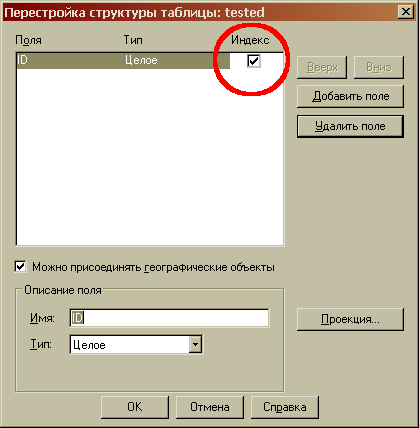 Перестройка структуры таблицы: tested
Поля Тип Индекс
ID Целое
Вверх Вниз
Добавить поле
Удалить поле
Можно присоединять географические объекты
Описание поля
Имя: ID
Проекция...
Тип: Целое
OK Отмена Справка